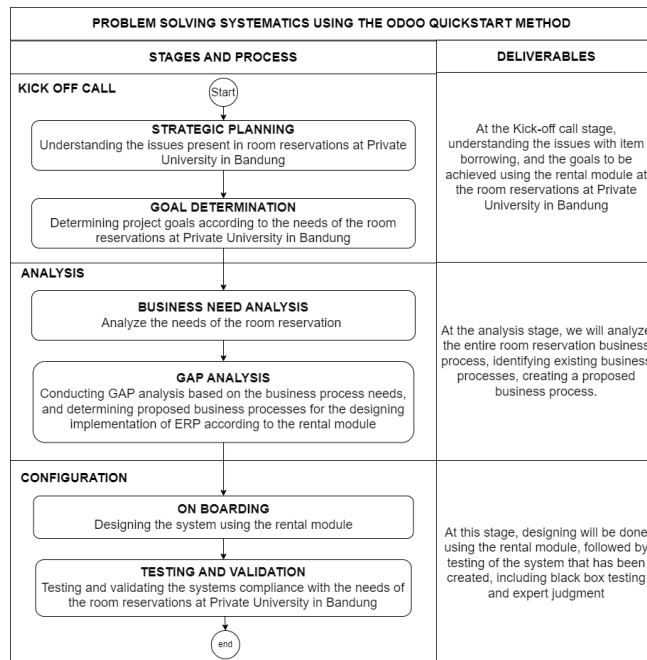 PROBLEM SOLVING SYSTEMATICS USING THE ODOO QUICKSTART METHOD
STAGES AND PROCESS
DELIVERABLES
KICK OFF CALL
Start
STRATEGIC PLANNING
Understanding the issues present in room reservations at Private
University in Bandung
GOAL DETERMINATION
Determining project goals according to the needs of the room
reservations at Private University in Bandung
At the Kick-off call stage,
understanding the issues with item
borrowing, and the goals to be
achieved using the rental module at
the room reservations at Private
University in Bandung
ANALYSIS
BUSINESS NEED ANALYSIS
Analyze the needs of the room reservation
GAP ANALYSIS
Conducting GAP analysis based on the business process needs,
and determining proposed business processes for the designing
implementation of ERP according to the rental module
At the analysis stage, we will analyze
the entire room reservation business
process, identifying existing business
processes, creating a proposed
business process.
CONFIGURATION
ON BOARDING
Designing the system using the rental module
TESTING AND VALIDATION
Testing and validating the systems compliance with the needs of
the room reservations at Private University in Bandung
end
At this stage, designing will be done
using the rental module, followed by
testing of the system that has been
created, including black box testing
and expert judgment